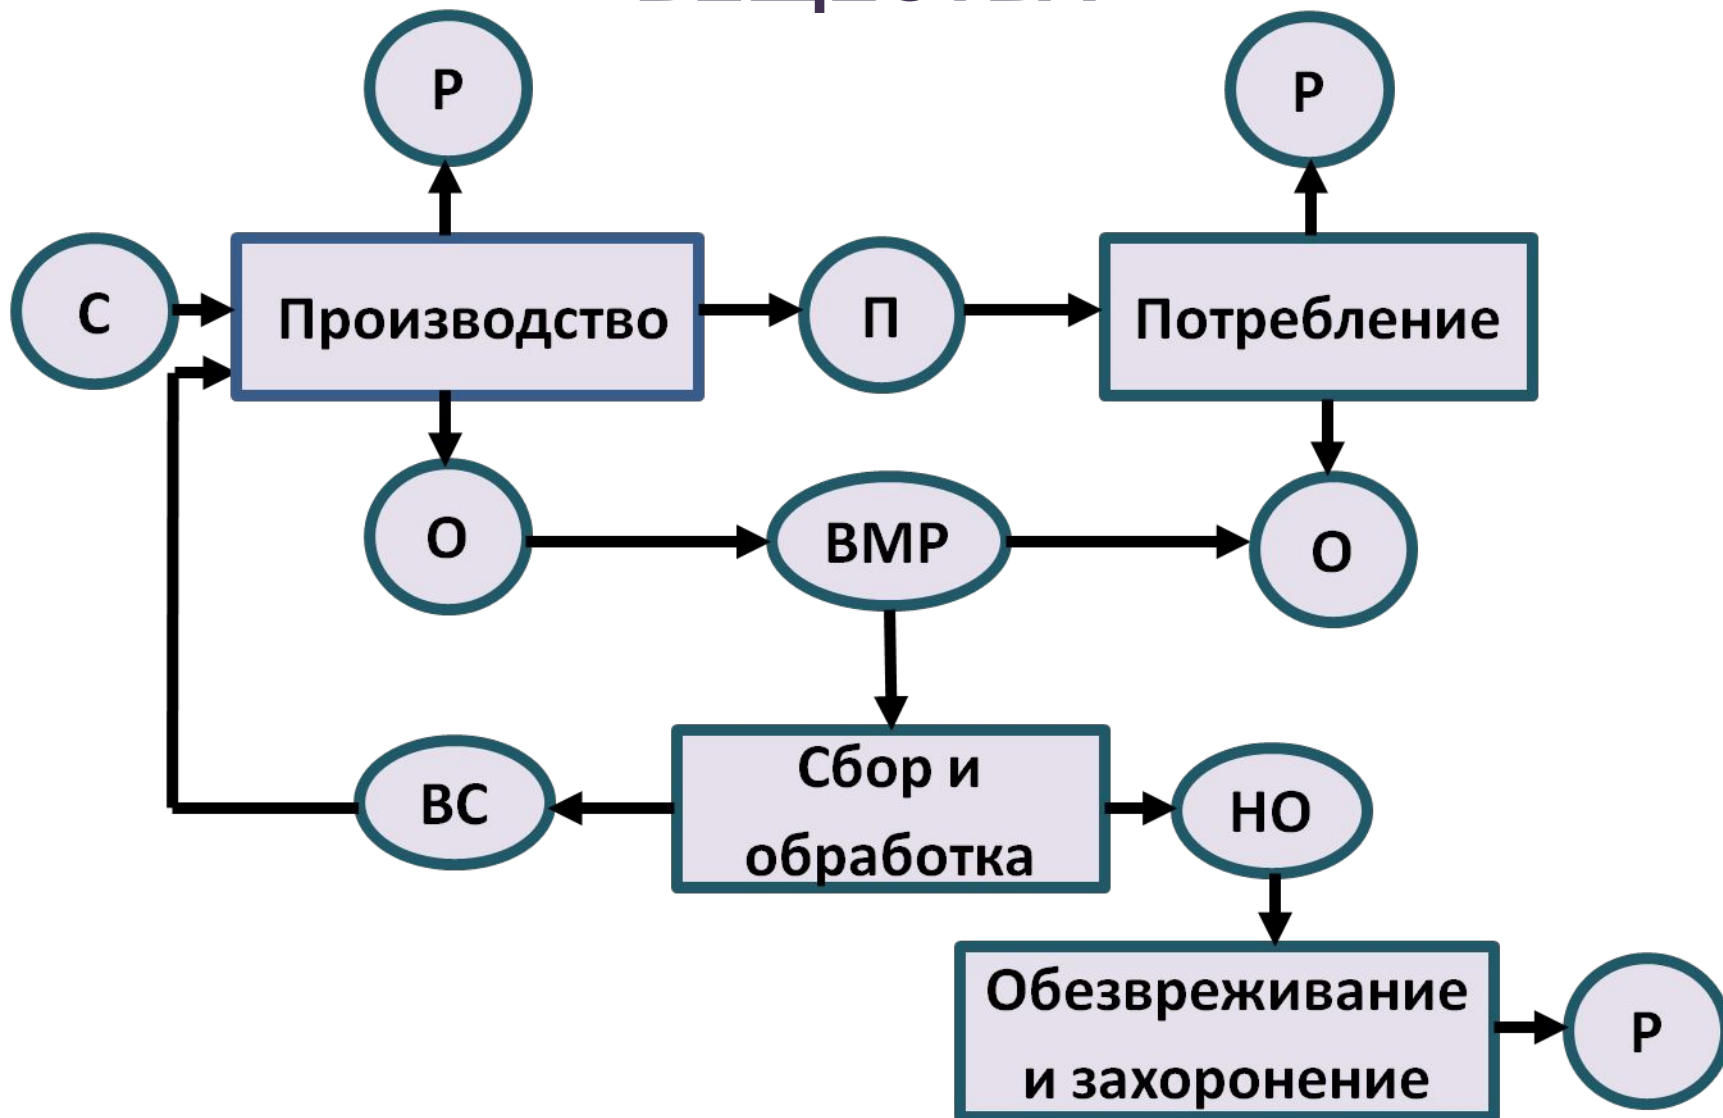 Р
Р
С
Производство
П
Потребление
О
ВМР
О
ВС
Сбор и
обработка
НО
Обезвреживание
и захоронение
Р